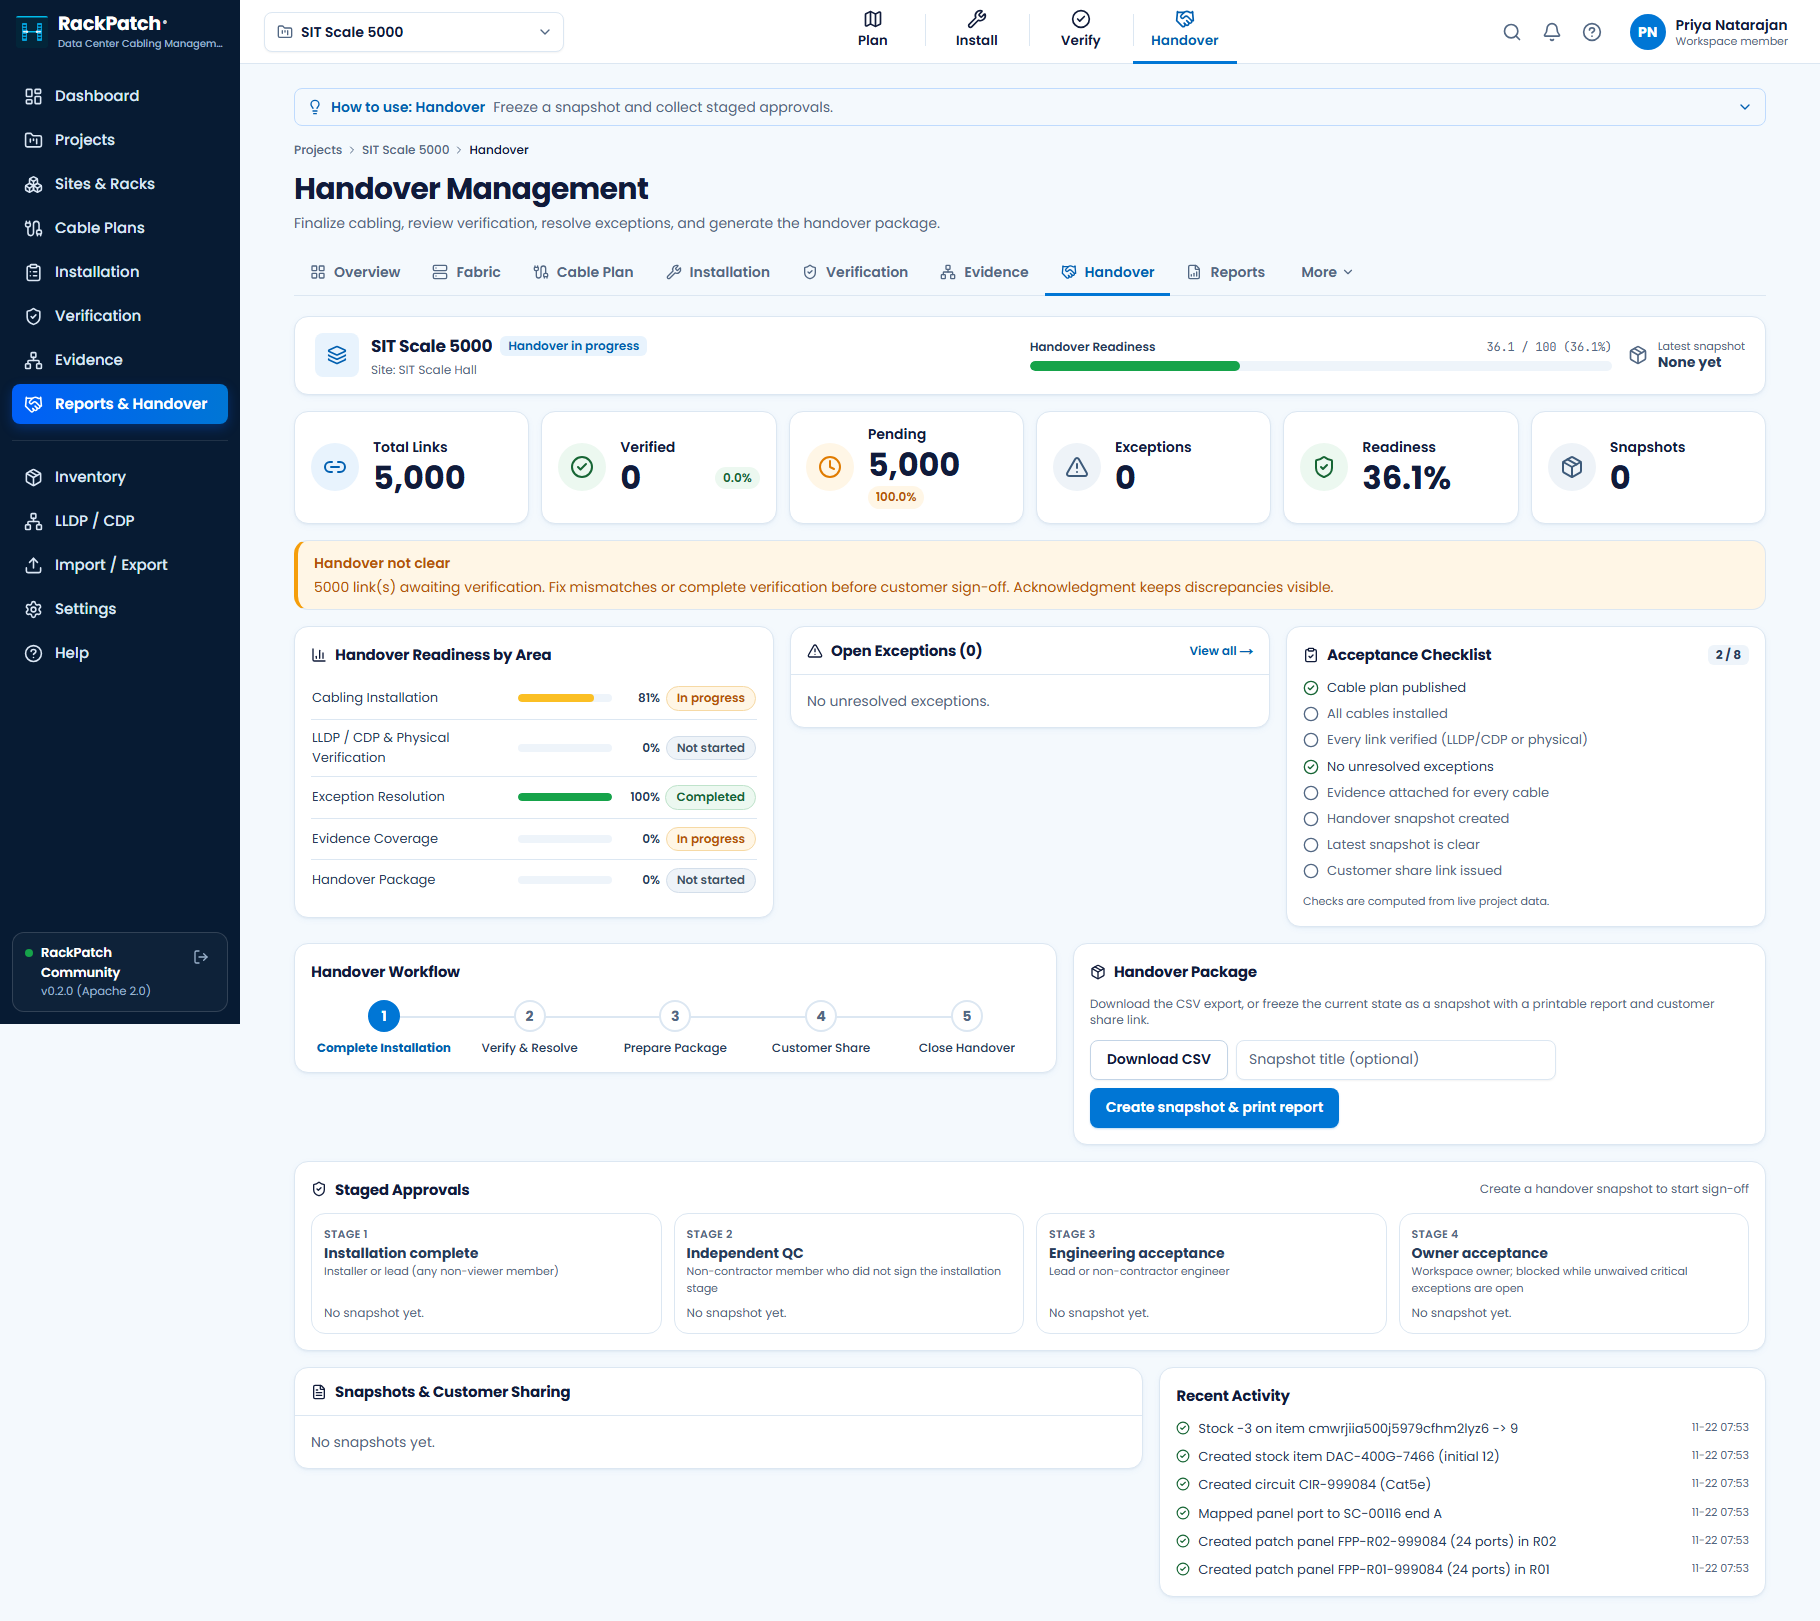 RackPatch
Data Center Cabling Managem...
SIT Scale 5000
Plan
Install
Verify
Handover
PN
Priya Natarajan
Workspace member
Dashboard
Projects
Sites & Racks
Cable Plans
Installation
Verification
Evidence
Reports & Handover
Inventory
LLDP / CDP
Import / Export
Settings
Help
RackPatch
Community
v0.2.0 (Apache 2.0)
How to use: Handover Freeze a snapshot and collect staged approvals.
Projects > SIT Scale 5000 > Handover
Handover Management
Finalize cabling, review verification, resolve exceptions, and generate the handover package.
Overview
Fabric
Cable Plan
Installation
Verification
Evidence
Handover
Reports
More
SIT Scale 5000 Handover in progress
Site: SIT Scale Hall
Handover Readiness 36.1 / 100 (36.1%)
Latest snapshot
None yet
Total Links
5,000
Verified
0 0.0%
Pending
5,000
100.0%
Exceptions
0
Readiness
36.1%
Snapshots
0
Handover not clear
5000 link(s) awaiting verification. Fix mismatches or complete verification before customer sign-off. Acknowledgment keeps discrepancies visible.
Handover Readiness by Area
Cabling Installation 81% In progress
LLDP / CDP & Physical
Verification
0% Not started
Exception Resolution 100% Completed
Evidence Coverage 0% In progress
Handover Package 0% Not started
Open Exceptions (0) View all →
No unresolved exceptions.
Acceptance Checklist 2 / 8
Cable plan published
All cables installed
Every link verified (LLDP/CDP or physical)
No unresolved exceptions
Evidence attached for every cable
Handover snapshot created
Latest snapshot is clear
Customer share link issued
Checks are computed from live project data.
Handover Workflow
1
Complete Installation
2
Verify & Resolve
3
Prepare Package
4
Customer Share
5
Close Handover
Handover Package
Download the CSV export, or freeze the current state as a snapshot with a printable report and customer
share link.
Download CSV
Snapshot title (optional)
Create snapshot & print report
Staged Approvals
Create a handover snapshot to start sign-off
STAGE 1
Installation complete
Installer or lead (any non-viewer member)
No snapshot yet.
STAGE 2
Independent QC
Non-contractor member who did not sign the installation
stage
No snapshot yet.
STAGE 3
Engineering acceptance
Lead or non-contractor engineer
No snapshot yet.
STAGE 4
Owner acceptance
Workspace owner; blocked while unwaived critical
exceptions are open
No snapshot yet.
Snapshots & Customer Sharing
No snapshots yet.
Recent Activity
Stock -3 on item cmwrjiia500j5979cfhm2lyz6 -> 9 11-22 07:53
Created stock item DAC-400G-7466 (initial 12) 11-22 07:53
Created circuit CIR-999084 (Cat5e) 11-22 07:53
Mapped panel port to SC-00116 end A 11-22 07:53
Created patch panel FPP-R02-999084 (24 ports) in R02 11-22 07:53
Created patch panel FPP-R01-999084 (24 ports) in R01 11-22 07:53